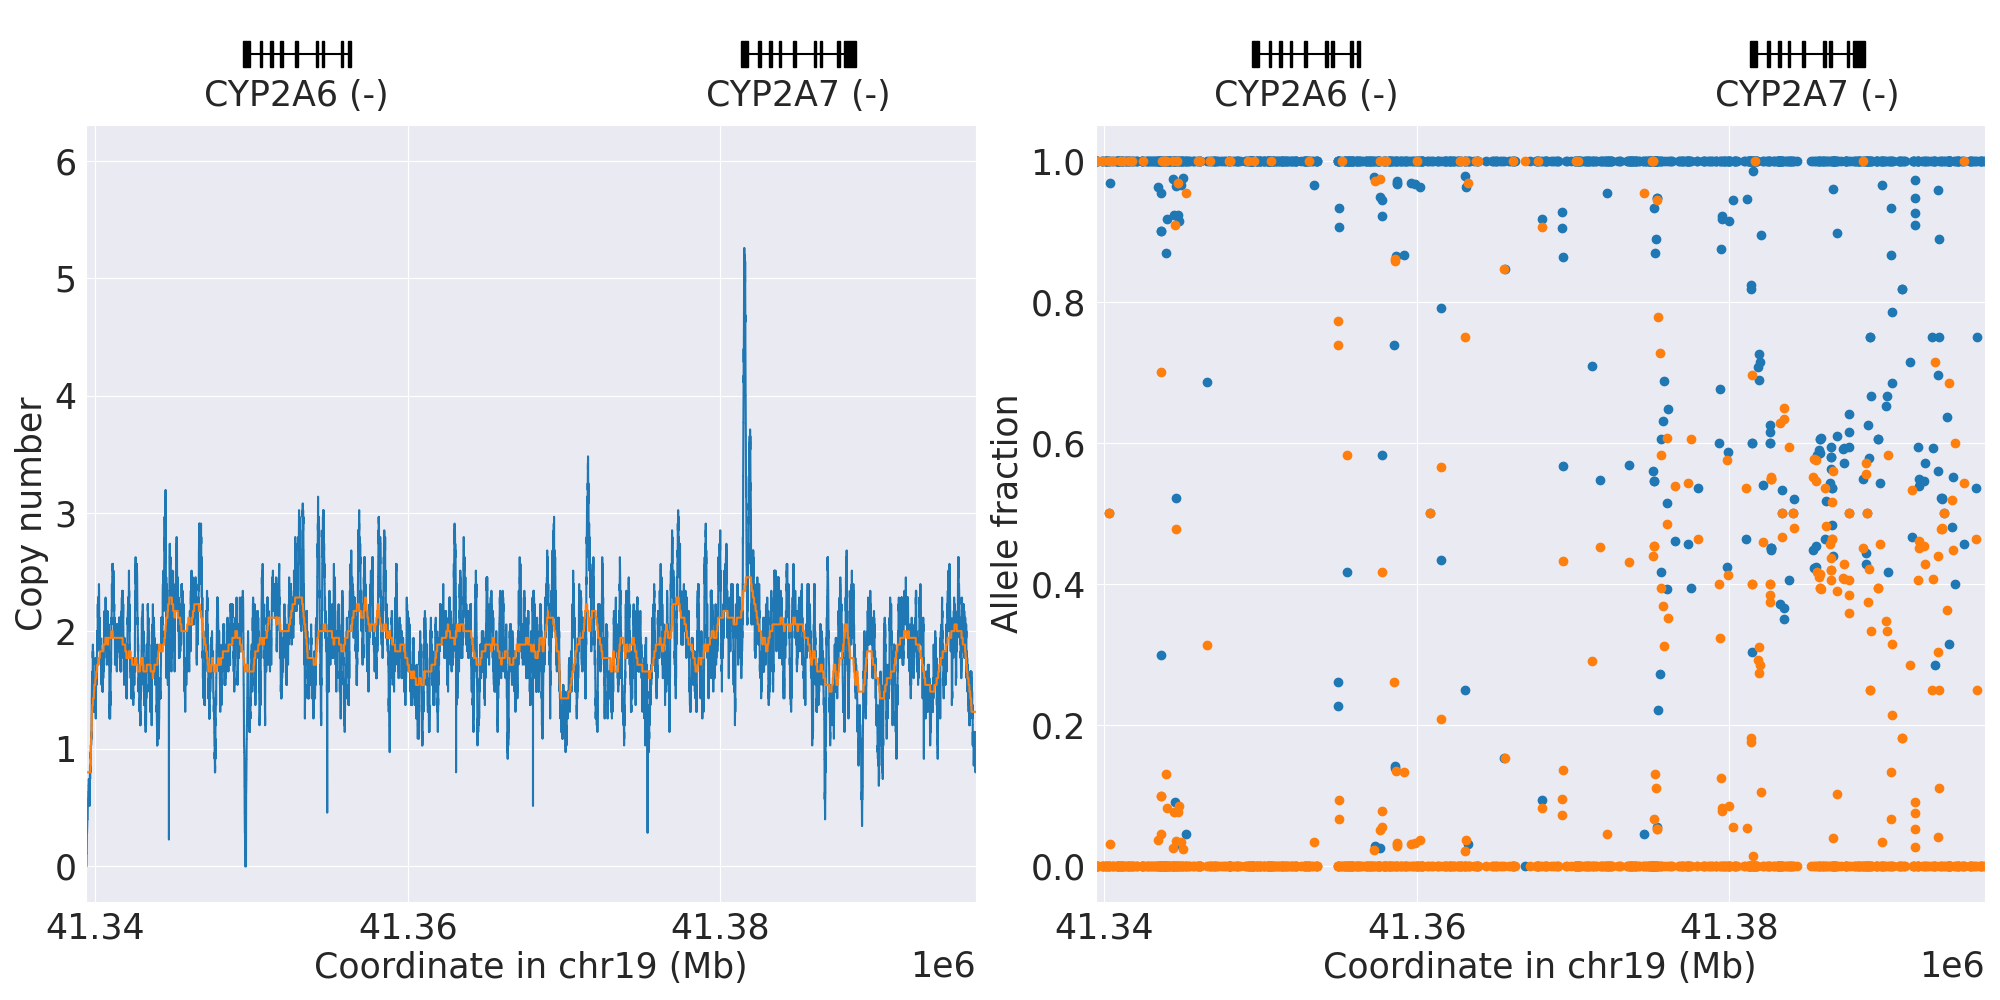 CYP2A6 (-) CYP2A7 (-)
CYP2A6 (-) CYP2A7 (-)
Copy number
6
5
4
3
2
1
0
41.34 41.36 41.38
Coordinate in chr19 (Mb) 1e6
Allele fraction
1.0
0.8
0.6
0.4
0.2
0.0
41.34 41.36 41.38
Coordinate in chr19 (Mb) 1e6